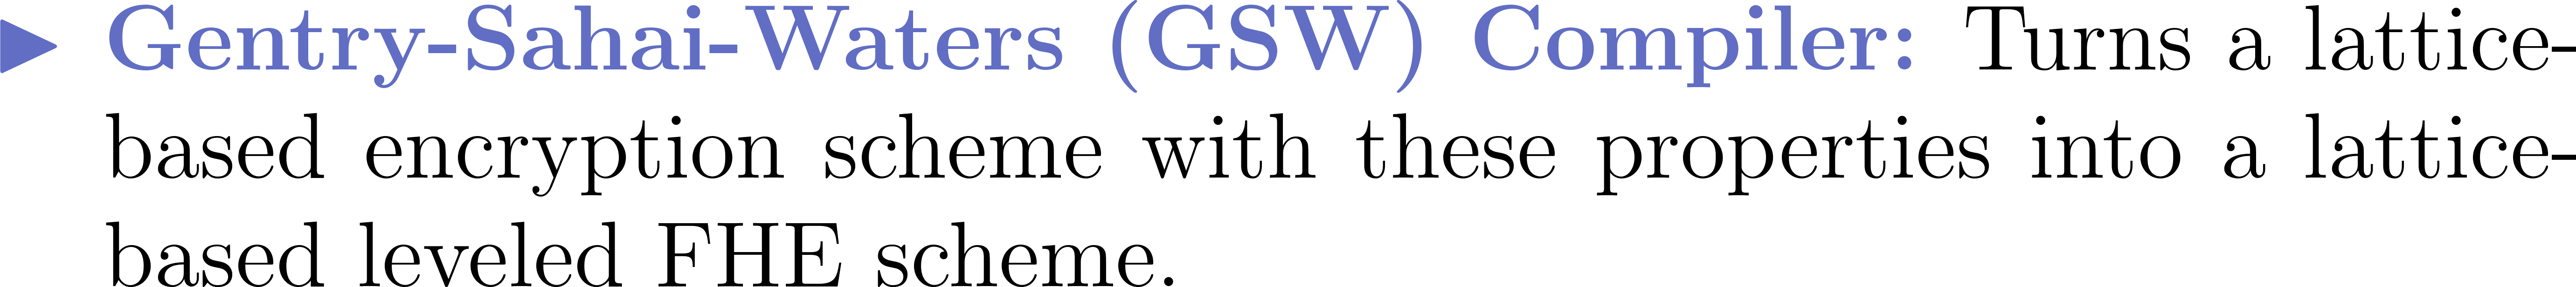 ▶ Gentry-Sahai-Waters (GSW) Compiler: Turns a lattice-
based encryption scheme with these properties into a lattice-
based leveled FHE scheme.